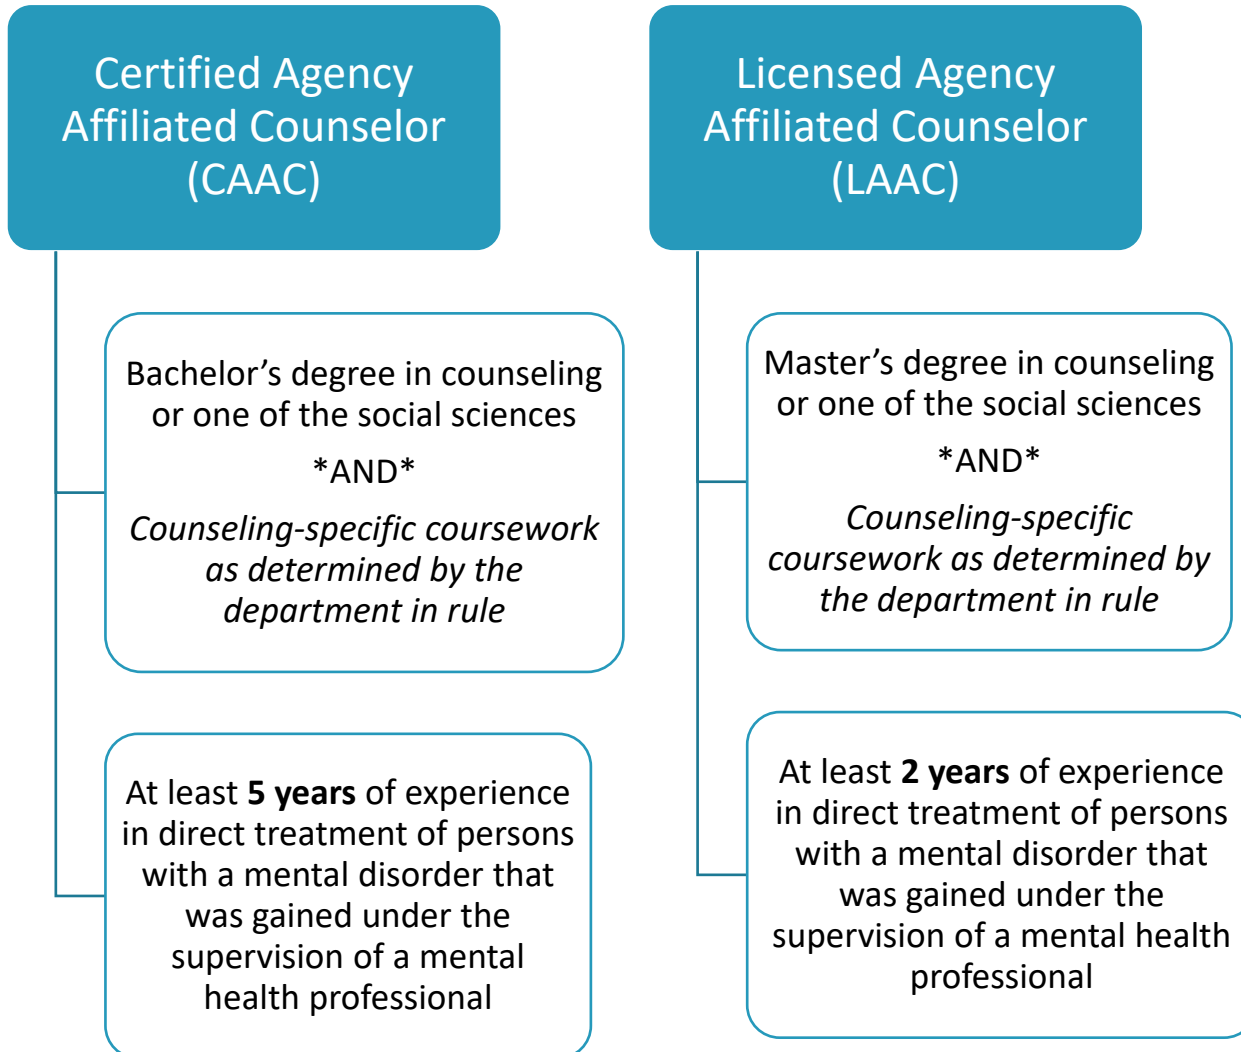 Certified Agency
Affiliated Counselor
(CAAC)
Bachelor’s degree in counseling
or one of the social sciences
*AND*
Counseling-specific coursework
as determined by the
department in rule
At least 5 years of experience
in direct treatment of persons
with a mental disorder that
was gained under the
supervision of a mental
health professional
Licensed Agency
Affiliated Counselor
(LAAC)
Master’s degree in counseling
or one of the social sciences
*AND*
Counseling-specific
coursework as determined by
the department in rule
At least 2 years of experience
in direct treatment of persons
with a mental disorder that
was gained under the
supervision of a mental health
professional